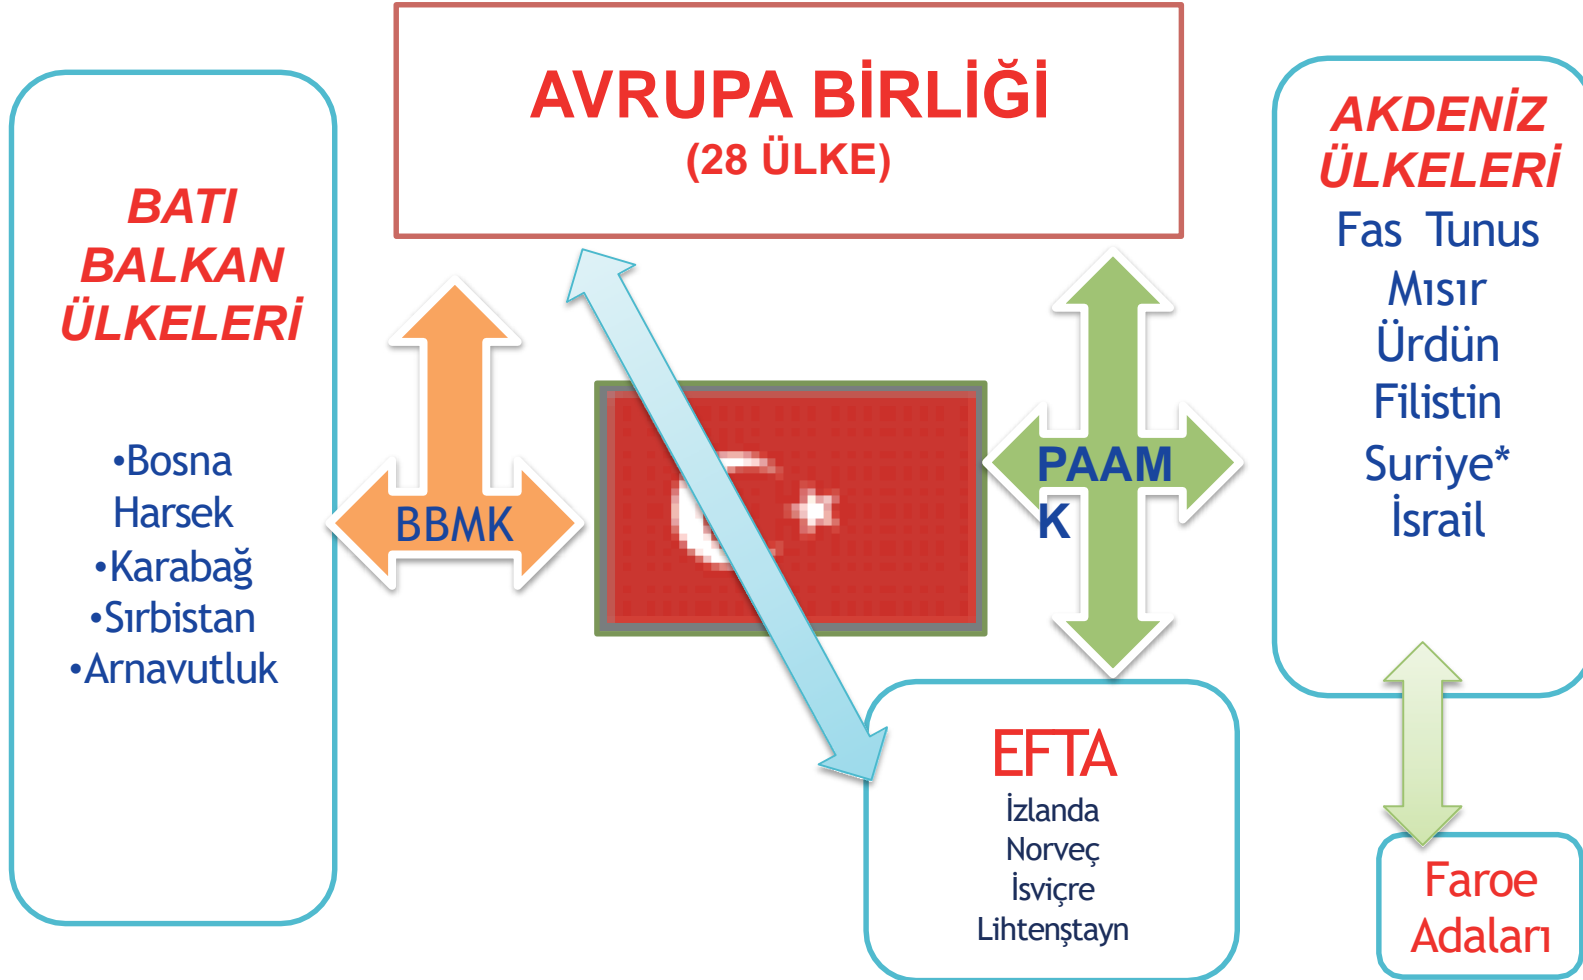 AVRUPA BİRLİĞİ
(28 ÜLKE)
BATI
BALKAN
ÜLKELERİ
•Bosna
Harsek
•Karabağ
•Sırbistan
•Arnavutluk
BBMK
PAAM
K
AKDENİZ
ÜLKELERİ
Fas Tunus
Mısır
Ürdün
Filistin
Suriye*
İsrail
EFTA
İzlanda
Norveç
İsviçre
Lihtenştayn
Faroe
Adaları